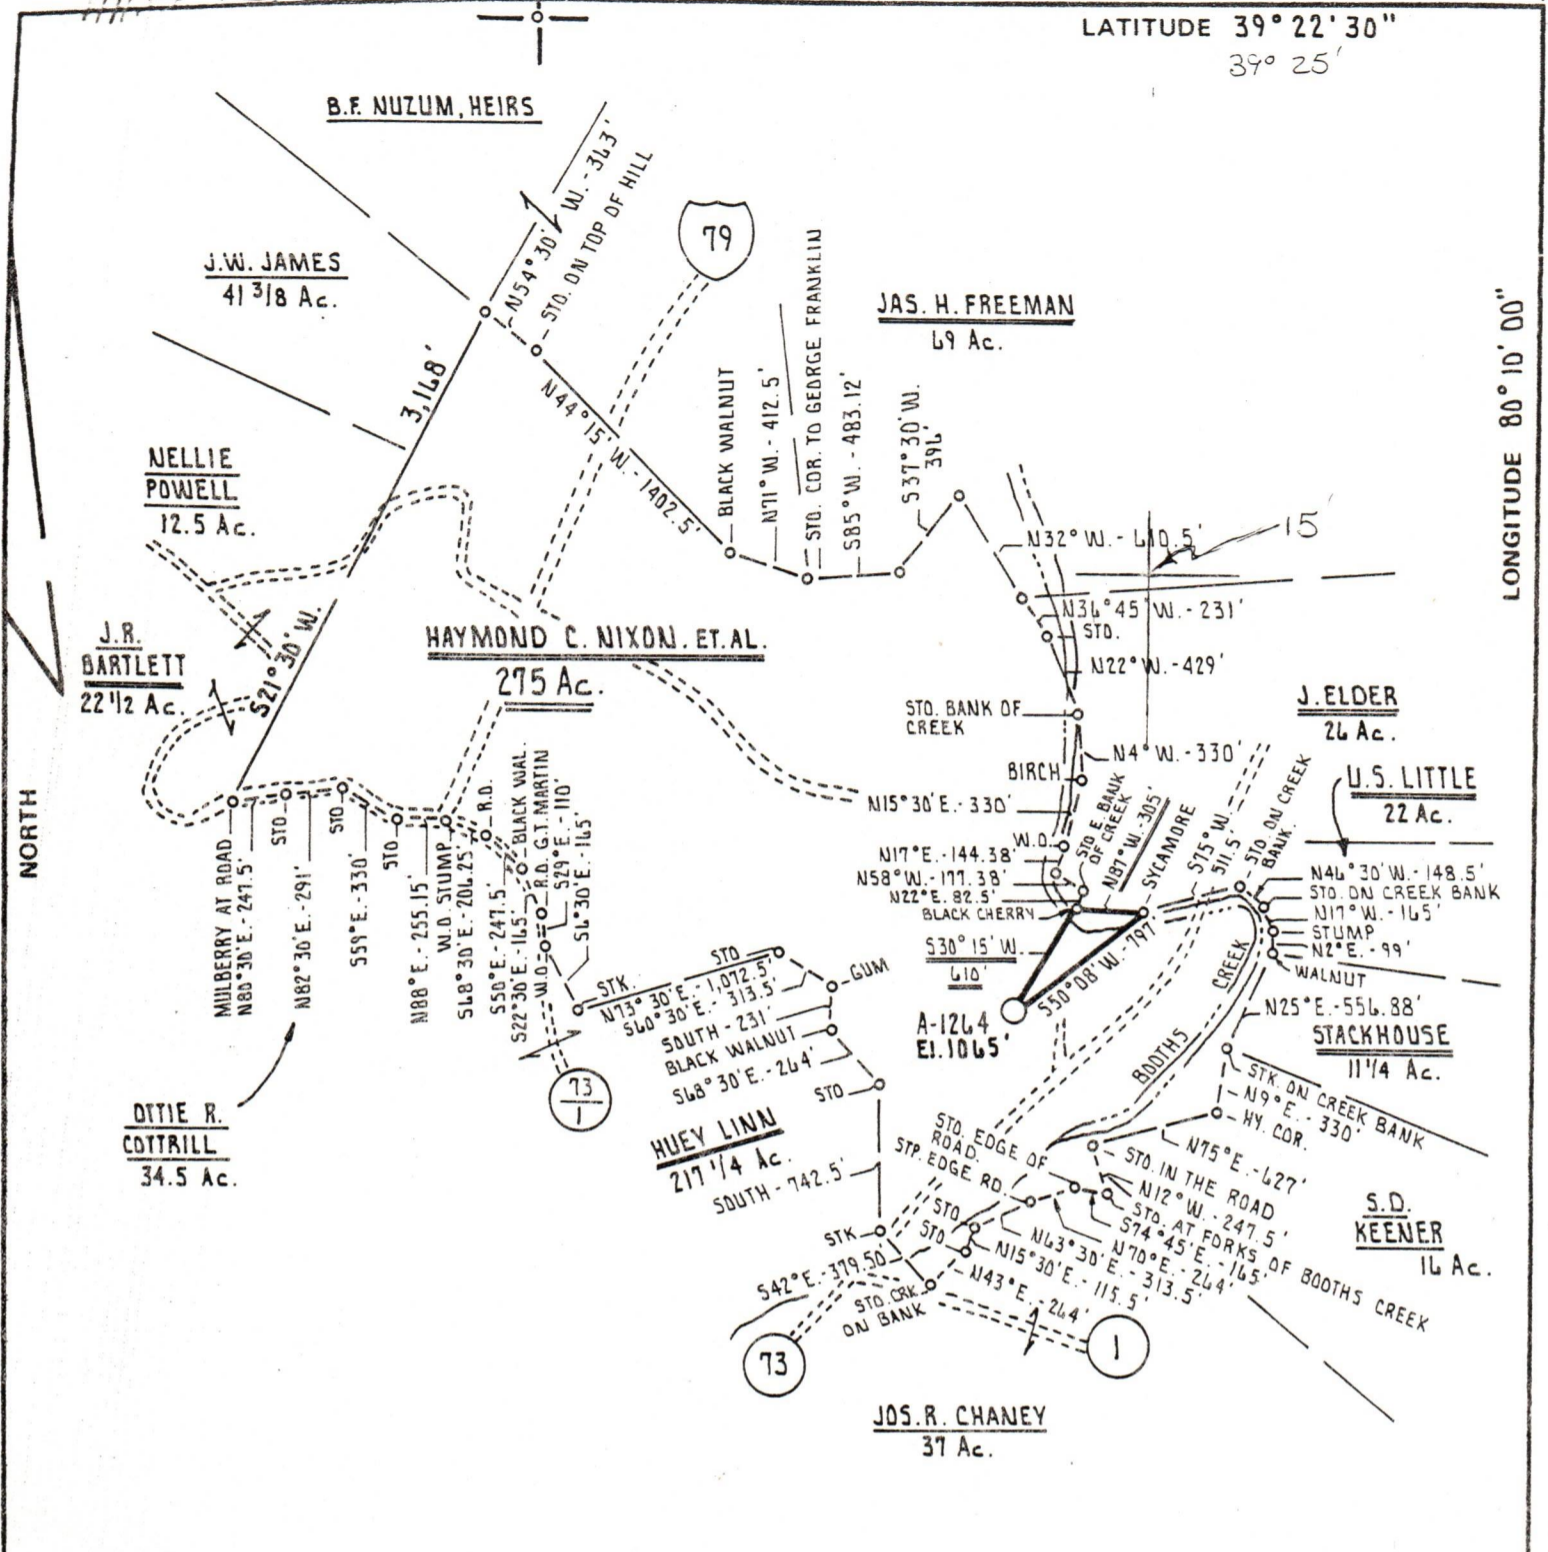 LATITUDE 39° 22' 30"
39° 25'
B.F. NUZUM, HEIRS
N54° 30' W. - 363'
STO. ON TOP OF HILL
79
J.W. JAMES
41 3/8 Ac.
JAS. H. FREEMAN
69 Ac.
LONGITUDE 80° 10' 00"
3,168'
N44° 15' W. - 1402.5'
BLACK WALNUT
N71° W. - 412.5'
STO. COR. TO GEORGE FRANKLIN
S85° W. - 483.12'
S37° 30' W.
396'
NELLIE
POWELL
12.5 Ac.
N32° W. - 610.5'
15
N36° 45' W. - 231'
STO.
N22° W. - 429'
J.R.
BARTLETT
22 1/2 Ac.
S21° 30' W.
HAYMOND C. NIXON. ET. AL.
275 Ac.
STO. BANK OF
CREEK
J. ELDER
26 Ac.
N4° W. - 330'
BIRCH
N15° 30' E. - 330'
U.S. LITTLE
22 Ac.
NORTH
W.O.
N17° E. - 144.38'
N58° W. - 177.38'
N22° E. 82.5'
BLACK CHERRY
STO E. BANK
OF CREEK
N87° W. - 305'
SYCAMORE
S75° W. -
511.5'
STO. ON CREEK
BANK.
N46° 30' W. - 148.5'
STO. ON CREEK BANK
N17° W. - 165'
STUMP
N2° E. - 99'
WALNUT
N25° E. - 556.88'
MULBERRY AT ROAD
N80° 30' E. - 247.5'
STO
N82° 30' E. - 291'
STO
S59° E. - 330'
STO
N88° E. - 255.15'
W.O. STUMP
S68° 30' E. - 206.25'
R.O.
S50° E. - 247.5'
BLACK WAL.
S22° 30' E. - 165'
R.O. G.T. MARTIN
W.O.
S29° E. - 110'
S6° 30' E. - 165'
S30° 15' W.
610'
S50° 08' W. - 797'
A-1264
El. 1065'
CREEK
BOOTHS
STACKHOUSE
11 1/4 Ac.
STK.
STO
N73° 30' E. - 1,072.5'
S60° 30' E. - 313.5'
GUM
SOUTH - 231'
BLACK WALNUT
S68° 30' E. - 264'
STO
73
1
OTTIE R.
COTTRILL
34.5 Ac.
HUEY LINN
217 1/4 Ac.
SOUTH - 742.5'
STK. ON CREEK BANK
N9° E. - 330'
HY. COR.
N75° E. - 627'
STO. EDGE OF
ROAD.
STP. EDGE RD.
STO. IN THE ROAD
N12° W. - 247.5'
STO. AT FORKS OF BOOTHS CREEK
S74° 45' E. - 165'
N70° E. - 264'
N63° 30' E. - 313.5'
STO
N15° 30' E. - 115.5'
STO
N43° E. - 264'
STK
S42° E. - 379.50'
STO. CRK.
ON BANK
S.D.
KEENER
16 Ac.
73
1
JOS. R. CHANEY
37 Ac.